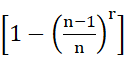 [1 − ((n−1)/n)^r]